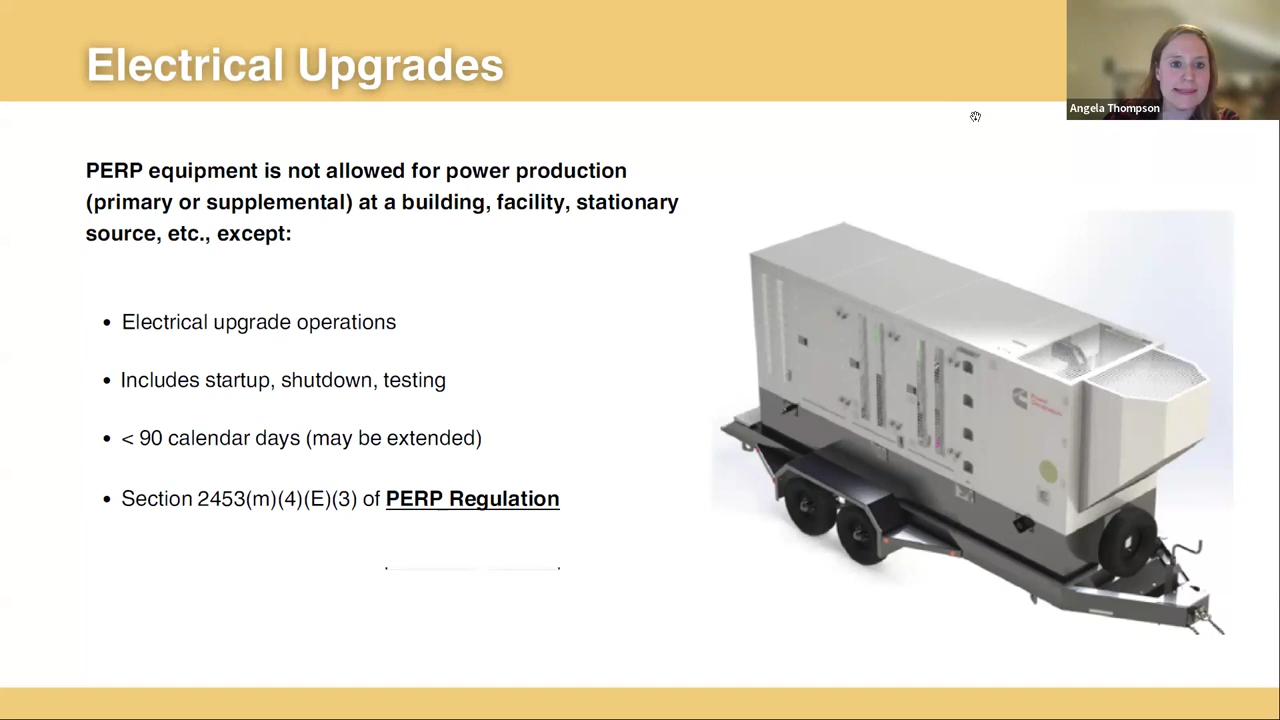 Electrical Upgrades
Angela Thompson
PERP equipment is not allowed for power production
(primary or supplemental) at a building, facility, stationary
source, etc., except:
• Electrical upgrade operations
• Includes startup, shutdown, testing
• < 90 calendar days (may be extended)
• Section 2453(m)(4)(E)(3) of PERP Regulation